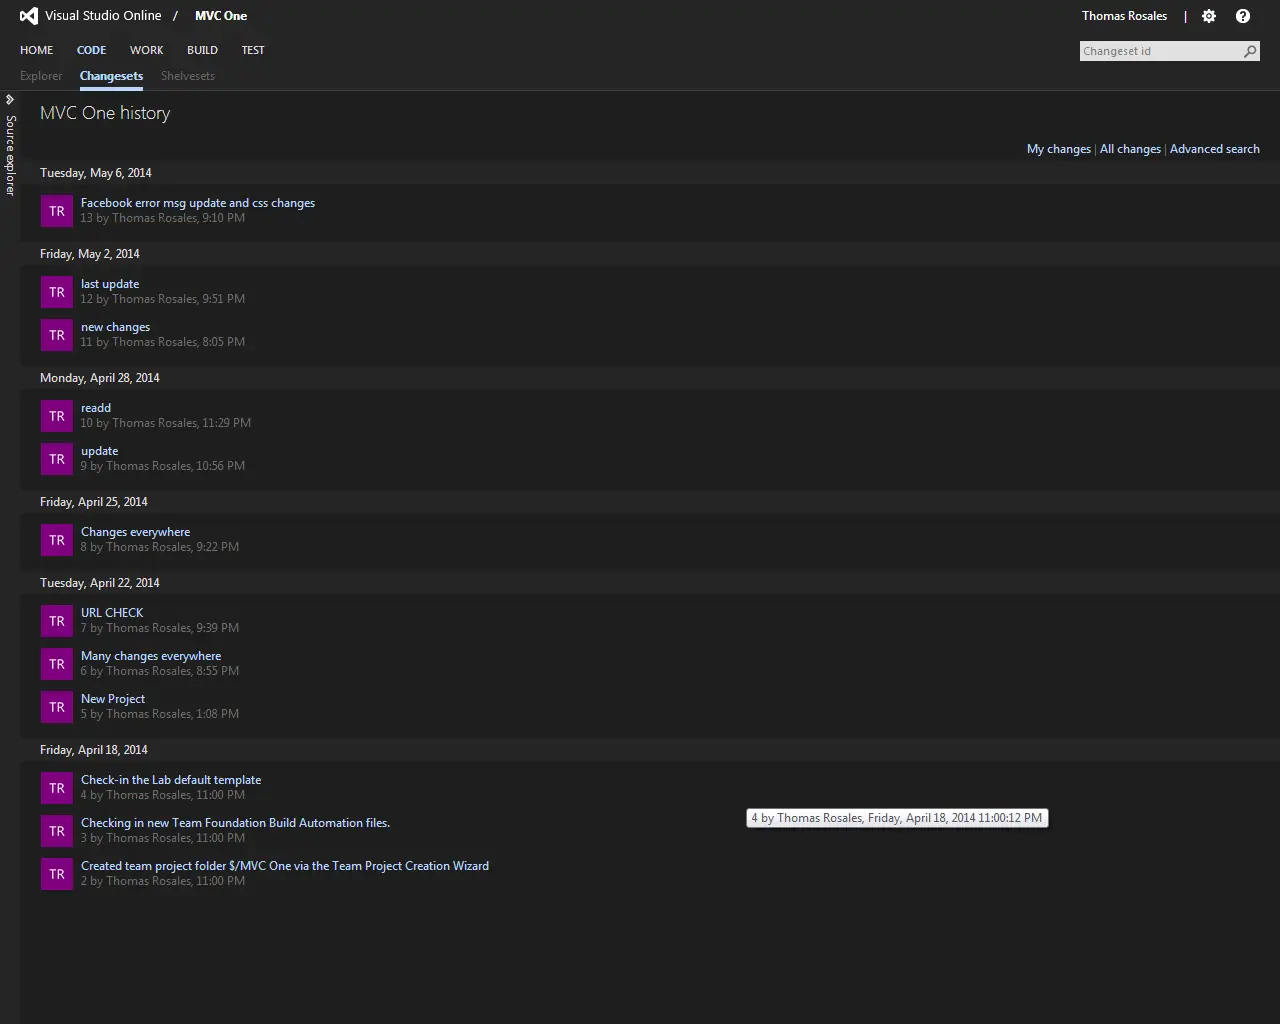 Visual Studio Online / MVC One
Thomas Rosales |
HOME CODE WORK BUILD TEST
Changeset id
Explorer Changesets Shelvesets
Source explorer
MVC One history
My changes | All changes | Advanced search
Tuesday, May 6, 2014
TR
Facebook error msg update and css changes
13 by Thomas Rosales, 9:10 PM
Friday, May 2, 2014
TR
last update
12 by Thomas Rosales, 9:51 PM
TR
new changes
11 by Thomas Rosales, 8:05 PM
Monday, April 28, 2014
TR
readd
10 by Thomas Rosales, 11:29 PM
TR
update
9 by Thomas Rosales, 10:56 PM
Friday, April 25, 2014
TR
Changes everywhere
8 by Thomas Rosales, 9:22 PM
Tuesday, April 22, 2014
TR
URL CHECK
7 by Thomas Rosales, 9:39 PM
TR
Many changes everywhere
6 by Thomas Rosales, 8:55 PM
TR
New Project
5 by Thomas Rosales, 1:08 PM
Friday, April 18, 2014
TR
Check-in the Lab default template
4 by Thomas Rosales, 11:00 PM
4 by Thomas Rosales, Friday, April 18, 2014 11:00:12 PM
TR
Checking in new Team Foundation Build Automation files.
3 by Thomas Rosales, 11:00 PM
TR
Created team project folder $/MVC One via the Team Project Creation Wizard
2 by Thomas Rosales, 11:00 PM